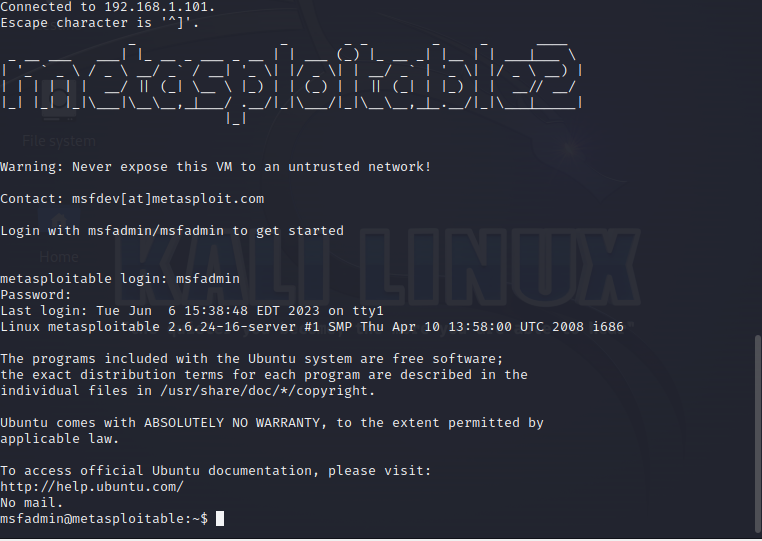 Connected to 192.168.1.101.
Escape character is '^]'.
metasploitable2
File system
Warning: Never expose this VM to an untrusted network!
Contact: msfdev[at]metasploit.com
Login with msfadmin/msfadmin to get started
Home
KALI LINUX
metasploitable login: msfadmin
Password:
Last login: Tue Jun  6 15:38:48 EDT 2023 on tty1
Linux metasploitable 2.6.24-16-server #1 SMP Thu Apr 10 13:58:00 UTC 2008 i686
The programs included with the Ubuntu system are free software;
the exact distribution terms for each program are described in the
individual files in /usr/share/doc/*/copyright.
Ubuntu comes with ABSOLUTELY NO WARRANTY, to the extent permitted by
applicable law.
To access official Ubuntu documentation, please visit:
http://help.ubuntu.com/
No mail.
msfadmin@metasploitable:~$